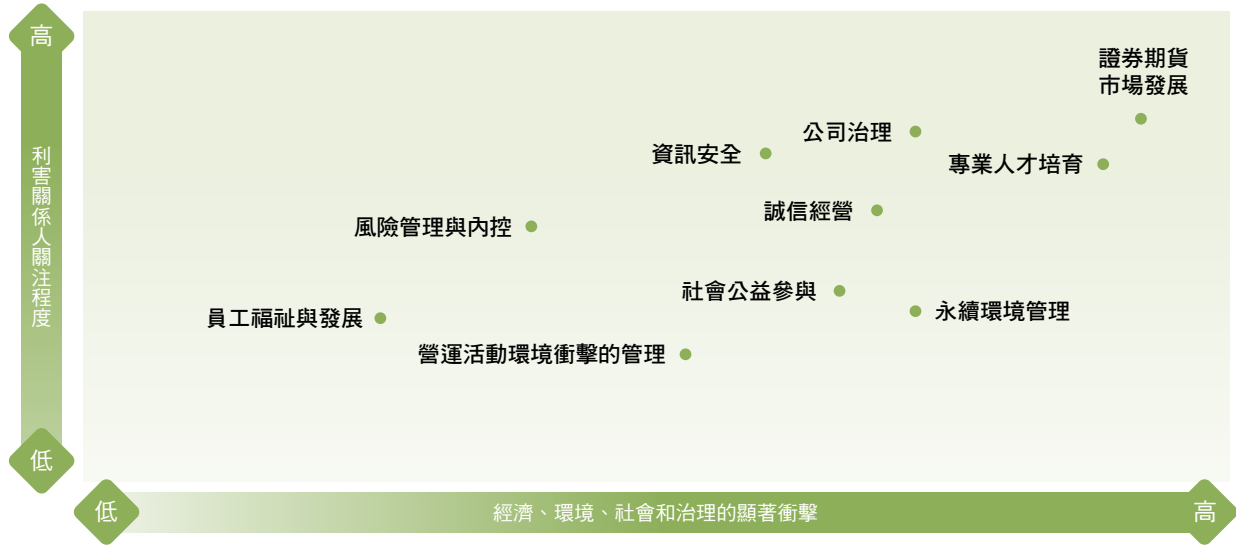 高
利害關係人關注程度
低
證券期貨
市場發展
公司治理
資訊安全
專業人才培育
誠信經營
風險管理與內控
社會公益參與
永續環境管理
員工福祉與發展
營運活動環境衝擊的管理
低
經濟、環境、社會和治理的顯著衝擊
高